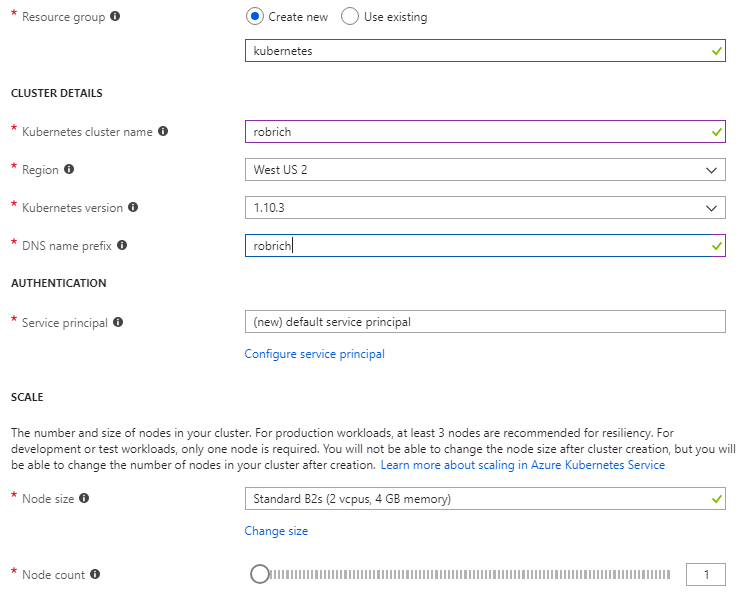 * Resource group Create new Use existing
kubernetes
CLUSTER DETAILS
* Kubernetes cluster name robrich
* Region West US 2
* Kubernetes version 1.10.3
* DNS name prefix robrich
AUTHENTICATION
* Service principal (new) default service principal
Configure service principal
SCALE
The number and size of nodes in your cluster. For production workloads, at least 3 nodes are recommended for resiliency. For
development or test workloads, only one node is required. You will not be able to change the node size after cluster creation, but you will
be able to change the number of nodes in your cluster after creation. Learn more about scaling in Azure Kubernetes Service
* Node size Standard B2s (2 vcpus, 4 GB memory)
Change size
* Node count 1